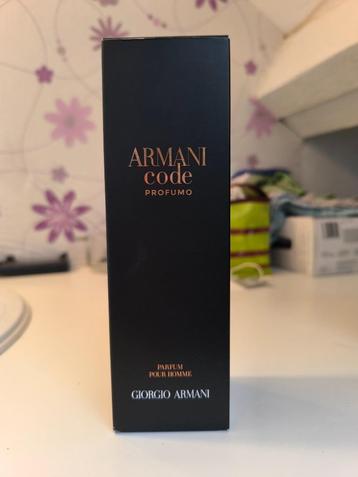 ARMANI
code
PROFUMO
PARFUM
POUR HOMME
GIORGIO ARMANI